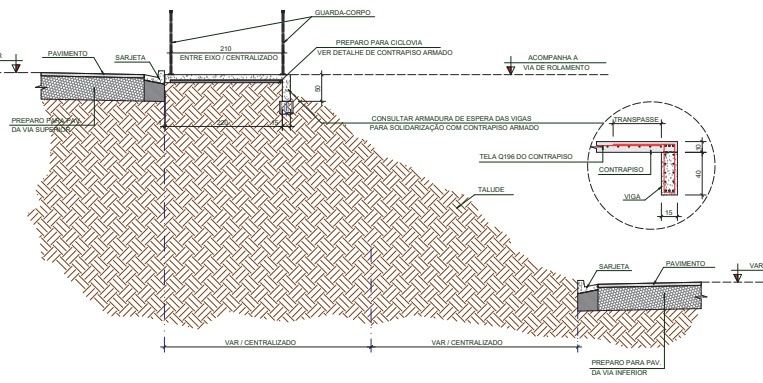 GUARDA-CORPO
PAVIMENTO
SARJETA
210
ENTRE EIXO / CENTRALIZADO
PREPARO PARA CICLOVIA
VER DETALHE DE CONTRAPISO ARMADO
ACOMPANHA A
VIA DE ROLAMENTO
50
PREPARO PARA PAV.
DA VIA SUPERIOR
220
15
CONSULTAR ARMADURA DE ESPERA DAS VIGAS
PARA SOLIDARIZAÇÃO COM CONTRAPISO ARMADO
TRANSPASSE
TELA Q196 DO CONTRAPISO
CONTRAPISO
10
40
VIGA
15
TALUDE
SARJETA
PAVIMENTO
VAR
VAR / CENTRALIZADO
VAR / CENTRALIZADO
PREPARO PARA PAV.
DA VIA INFERIOR